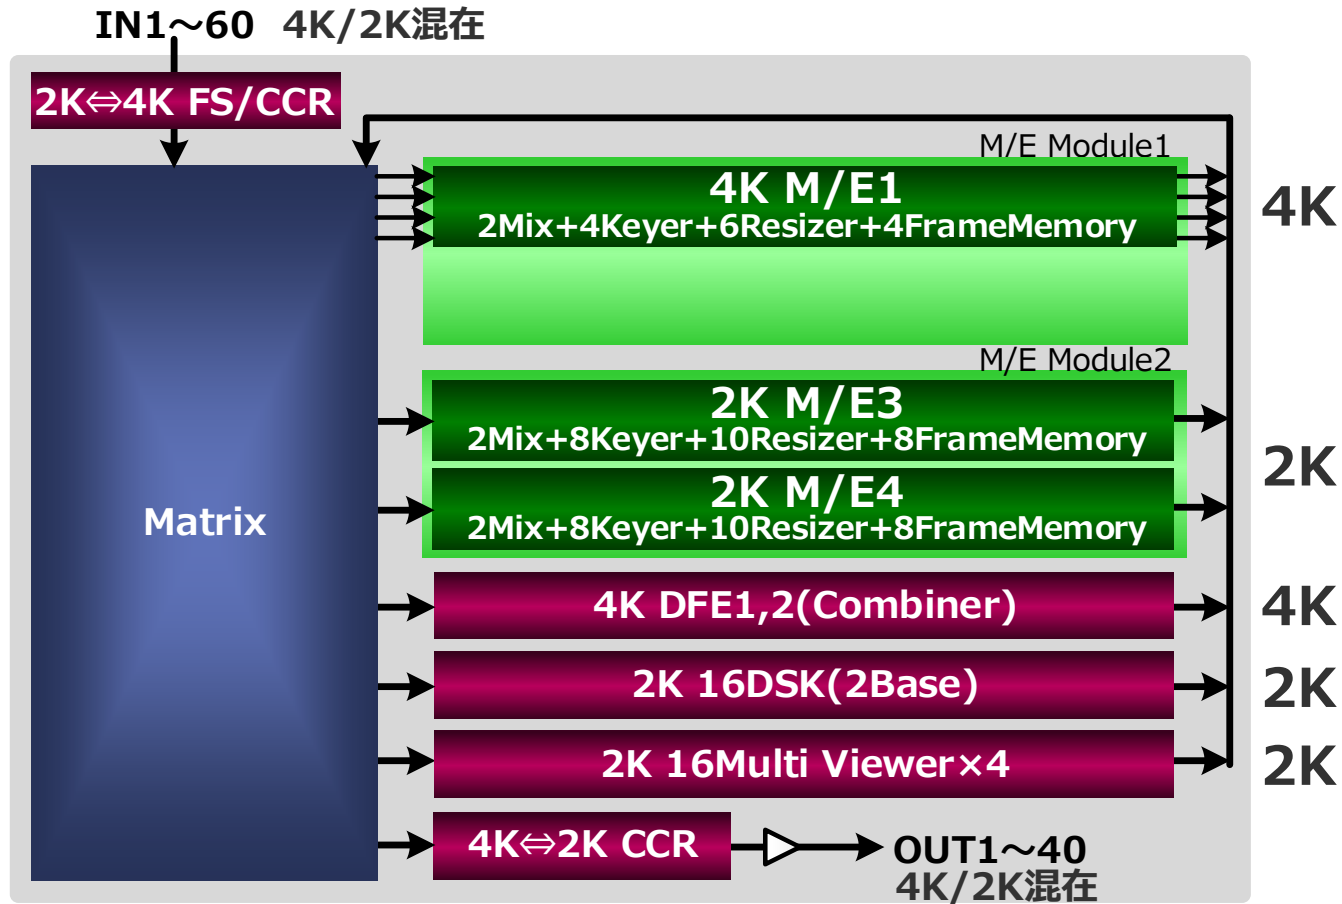 IN1～60 4K/2K混在
2K⇔4K FS/CCR
M/E Module1
4K M/E1
2Mix+4Keyer+6Resizer+4FrameMemory
4K
M/E Module2
2K M/E3
2Mix+8Keyer+10Resizer+8FrameMemory
2K
2K M/E4
2Mix+8Keyer+10Resizer+8FrameMemory
Matrix
4K DFE1,2(Combiner)
4K
2K 16DSK(2Base)
2K
2K 16Multi Viewer×4
2K
4K⇔2K CCR
OUT1～40
4K/2K混在